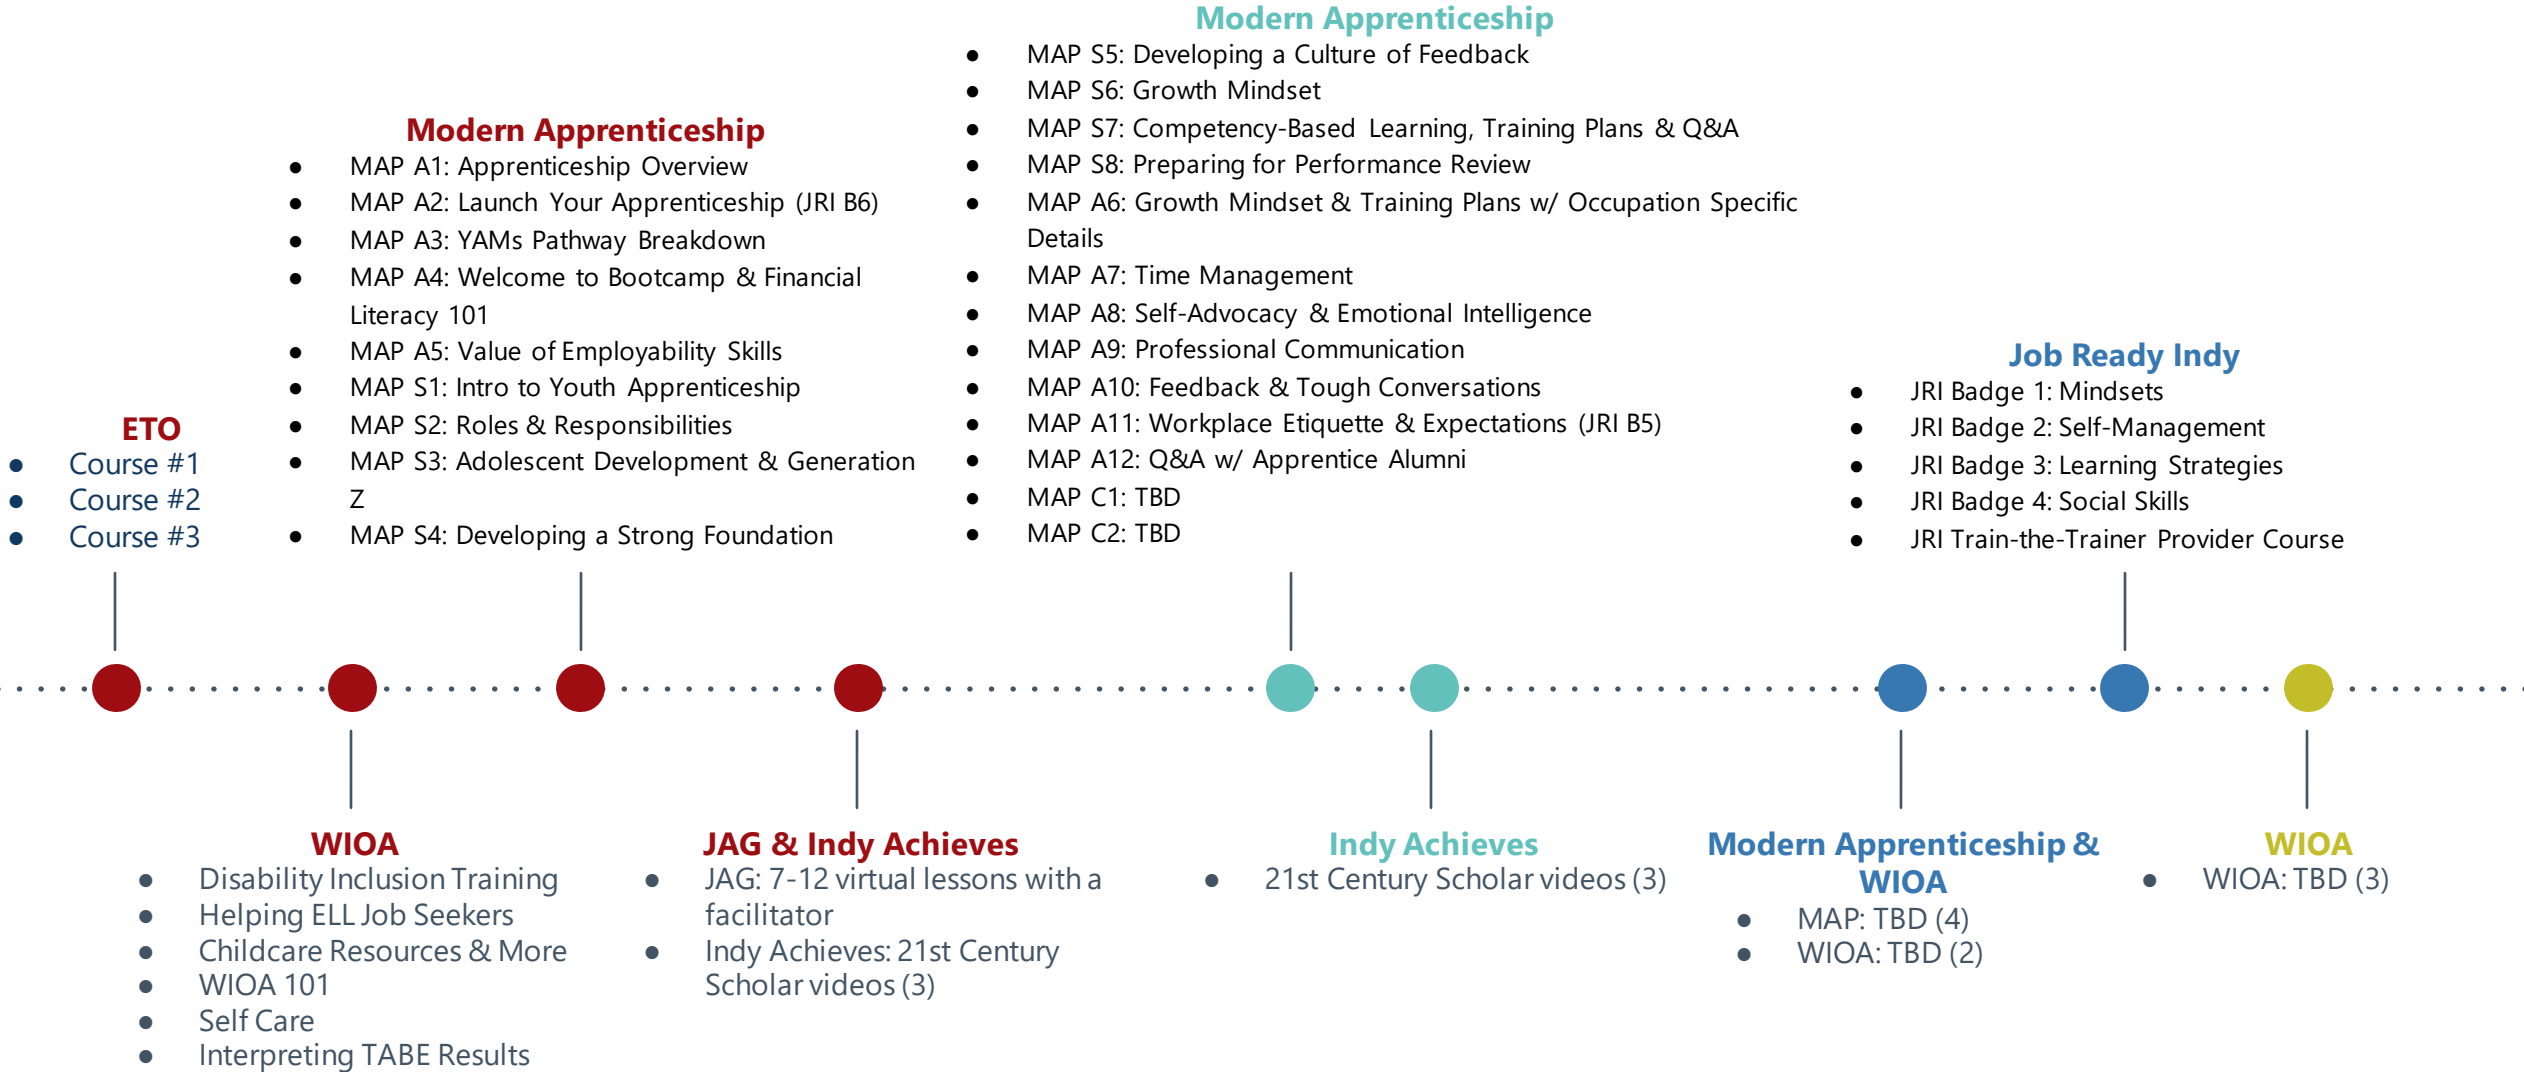 ETO
● Course #1
● Course #2
● Course #3
Modern Apprenticeship
● MAP A1: Apprenticeship Overview
● MAP A2: Launch Your Apprenticeship (JRI B6)
● MAP A3: YAMs Pathway Breakdown
● MAP A4: Welcome to Bootcamp & Financial
Literacy 101
● MAP A5: Value of Employability Skills
● MAP S1: Intro to Youth Apprenticeship
● MAP S2: Roles & Responsibilities
● MAP S3: Adolescent Development & Generation
Z
● MAP S4: Developing a Strong Foundation
Modern Apprenticeship
● MAP S5: Developing a Culture of Feedback
● MAP S6: Growth Mindset
● MAP S7: Competency-Based Learning, Training Plans & Q&A
● MAP S8: Preparing for Performance Review
● MAP A6: Growth Mindset & Training Plans w/ Occupation Specific
Details
● MAP A7: Time Management
● MAP A8: Self-Advocacy & Emotional Intelligence
● MAP A9: Professional Communication
● MAP A10: Feedback & Tough Conversations
● MAP A11: Workplace Etiquette & Expectations (JRI B5)
● MAP A12: Q&A w/ Apprentice Alumni
● MAP C1: TBD
● MAP C2: TBD
Job Ready Indy
● JRI Badge 1: Mindsets
● JRI Badge 2: Self-Management
● JRI Badge 3: Learning Strategies
● JRI Badge 4: Social Skills
● JRI Train-the-Trainer Provider Course
WIOA
● Disability Inclusion Training
● Helping ELL Job Seekers
● Childcare Resources & More
● WIOA 101
● Self Care
● Interpreting TABE Results
JAG & Indy Achieves
● JAG: 7-12 virtual lessons with a
facilitator
● Indy Achieves: 21st Century
Scholar videos (3)
Indy Achieves
● 21st Century Scholar videos (3)
Modern Apprenticeship &
WIOA
● MAP: TBD (4)
● WIOA: TBD (2)
WIOA
● WIOA: TBD (3)